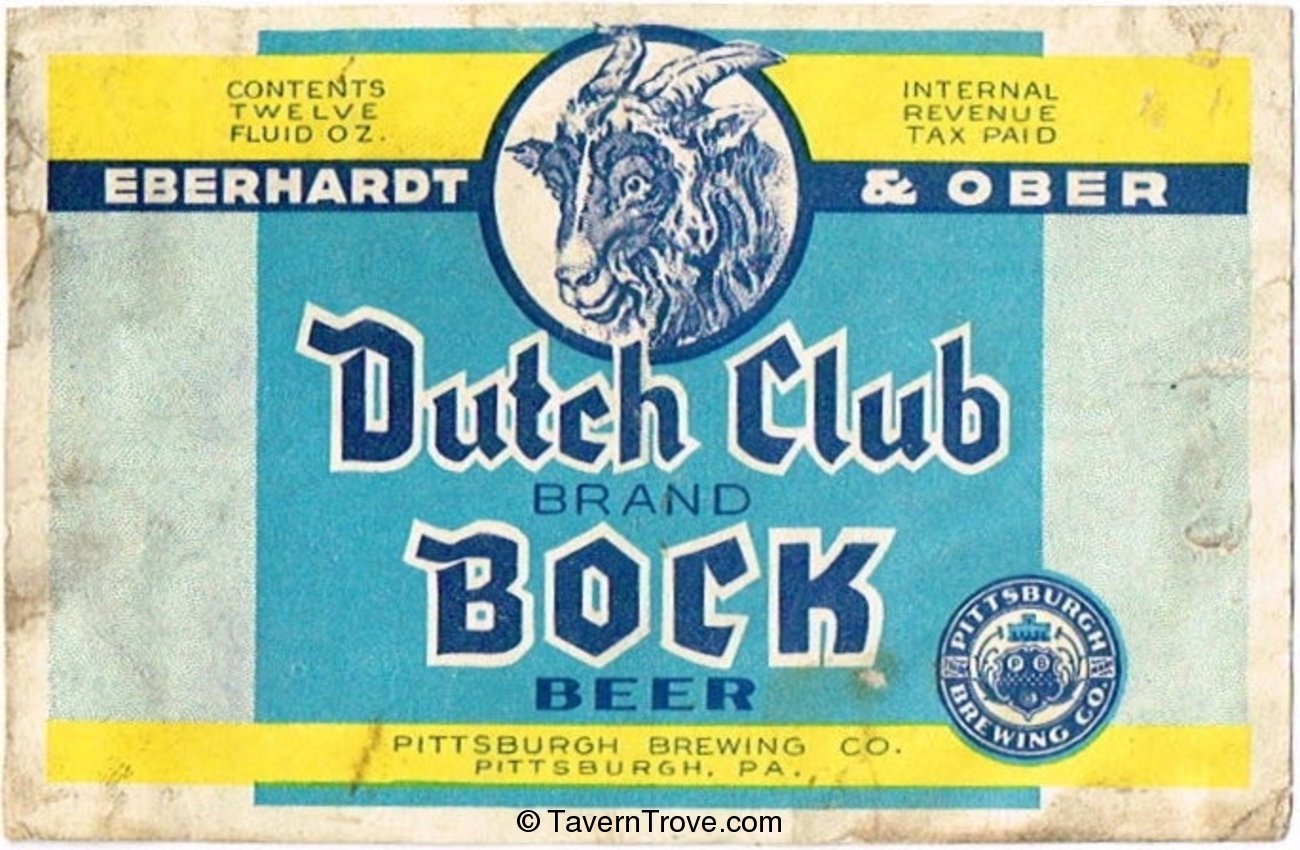 CONTENTS
TWELVE
FLUID OZ.
INTERNAL
REVENUE
TAX PAID
EBERHARDT & OBER
Dutch Club
BRAND
BOCK
BEER
PITTSBURGH
P B
BREWING CO.
PITTSBURGH BREWING CO.
PITTSBURGH, PA.
© TavernTrove.com